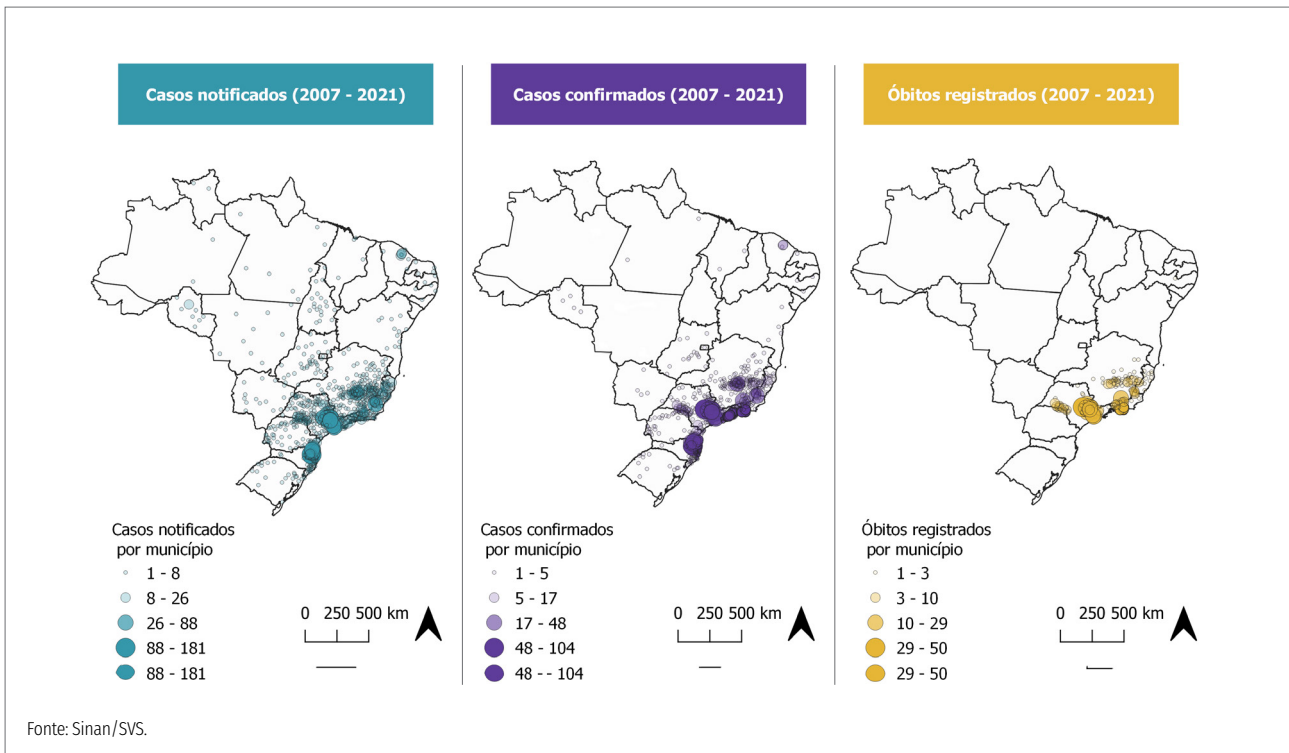 Casos notificados (2007 - 2021)
Casos notificados
por município
1 - 8
8 - 26
26 - 88
88 - 181
88 - 181
0 250 500 km
Casos confirmados (2007 - 2021)
Casos confirmados
por município
1 - 5
5 - 17
17 - 48
48 - 104
48 - - 104
0 250 500 km
Óbitos registrados (2007 - 2021)
Óbitos registrados
por município
1 - 3
3 - 10
10 - 29
29 - 50
29 - 50
0 250 500 km
Fonte: Sinan/SVS.